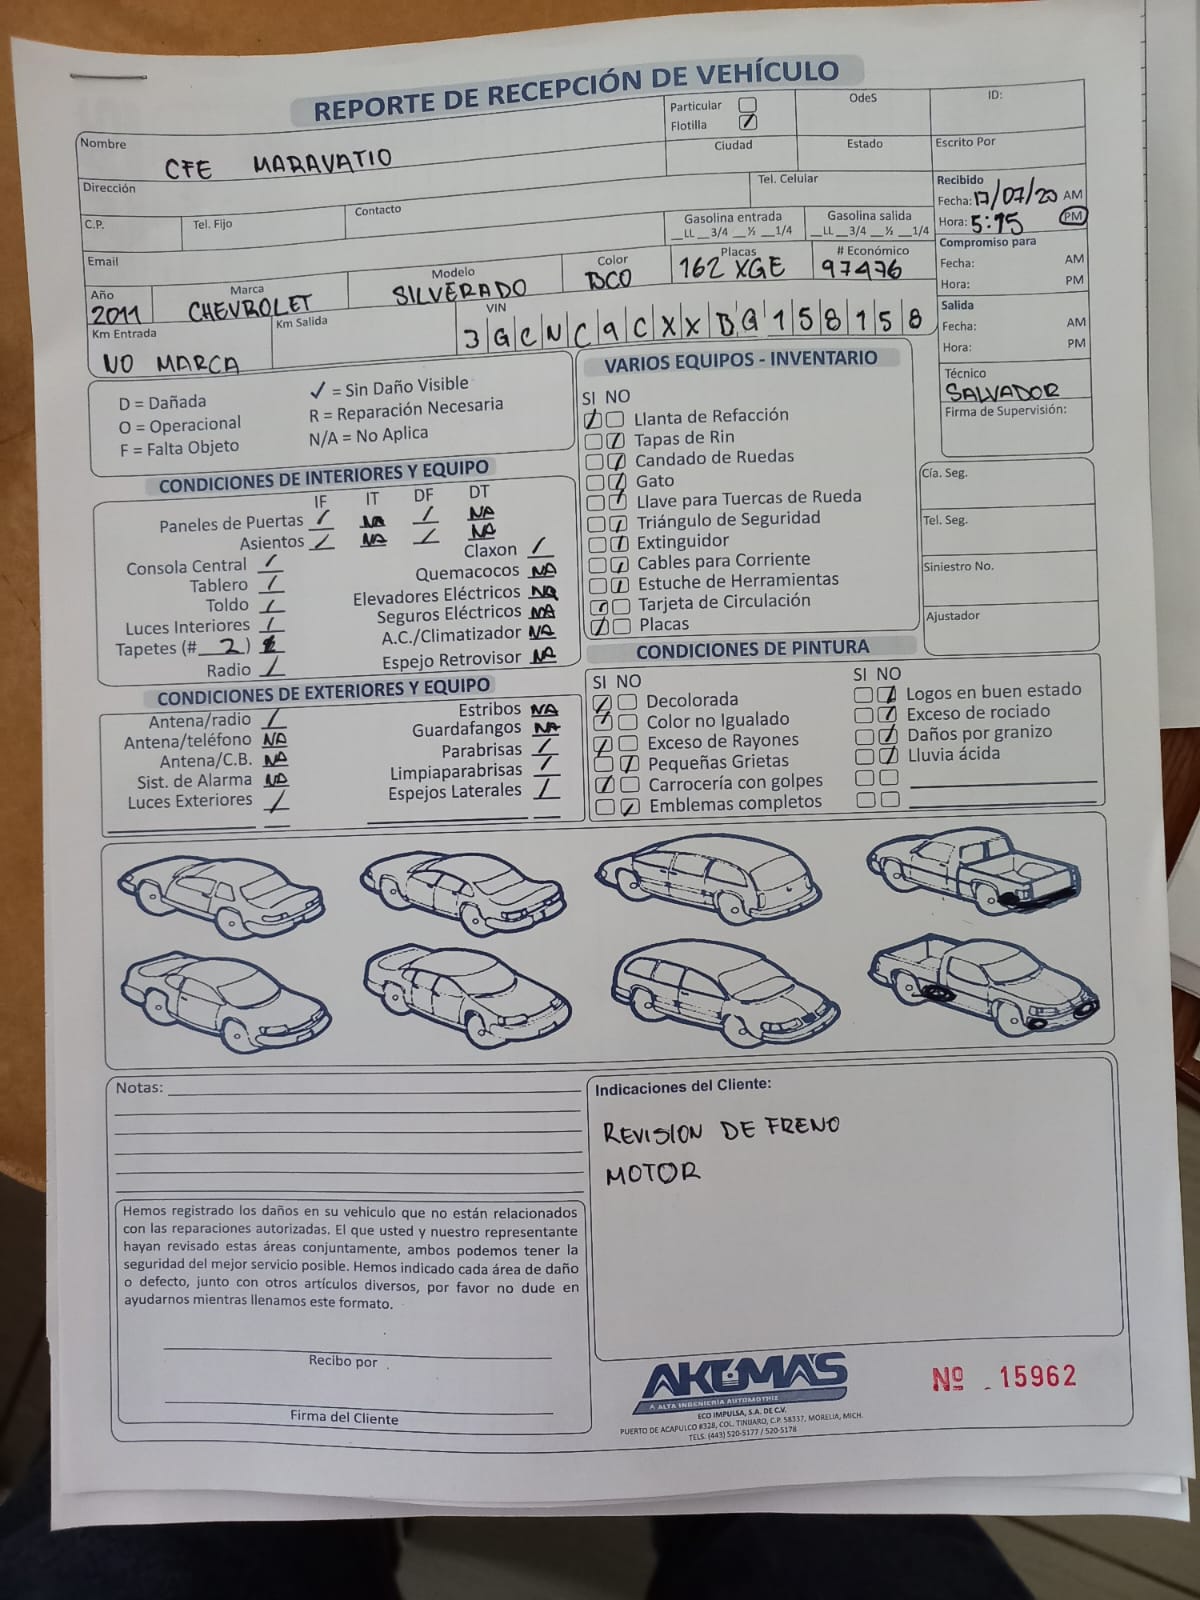 REPORTE DE RECEPCIÓN DE VEHÍCULO
Nombre
CFE MARAVATIO
Particular
Flotilla
OdeS
ID:
Dirección
Ciudad
Estado
Escrito Por
C.P.
Tel. Fijo
Contacto
Tel. Celular
Recibido
Fecha: 17/07/20 AM
Hora: 5:15 PM
Email
Gasolina entrada
__LL __3/4 __½ __1/4
Gasolina salida
__LL __3/4 __½ __1/4
Compromiso para
Fecha: AM
Hora: PM
Año
2011
Marca
CHEVROLET
Modelo
SILVERADO
Color
BCO
Placas
162 XGE
# Económico
97476
Km Entrada
NO MARCA
Km Salida
VIN
3GCNC9CXXBG158158
Salida
Fecha: AM
Hora: PM
Técnico
SALVADOR
Firma de Supervisión:
D = Dañada
O = Operacional
F = Falta Objeto
✓ = Sin Daño Visible
R = Reparación Necesaria
N/A = No Aplica
CONDICIONES DE INTERIORES Y EQUIPO
IF IT DF DT
Paneles de Puertas / NA / NA
Asientos / NA / NA
Consola Central /
Tablero /
Toldo /
Luces Interiores /
Tapetes (# 2 )
Radio /
Claxon /
Quemacocos NA
Elevadores Eléctricos NA
Seguros Eléctricos NA
A.C./Climatizador NA
Espejo Retrovisor NA
CONDICIONES DE EXTERIORES Y EQUIPO
Antena/radio /
Antena/teléfono NA
Antena/C.B. NA
Sist. de Alarma NA
Luces Exteriores /
Estribos NA
Guardafangos NA
Parabrisas /
Limpiaparabrisas /
Espejos Laterales /
VARIOS EQUIPOS - INVENTARIO
SI NO
Llanta de Refacción
Tapas de Rin
Candado de Ruedas
Gato
Llave para Tuercas de Rueda
Triángulo de Seguridad
Extinguidor
Cables para Corriente
Estuche de Herramientas
Tarjeta de Circulación
Placas
Cía. Seg.
Tel. Seg.
Siniestro No.
Ajustador
CONDICIONES DE PINTURA
SI NO
Decolorada
Color no Igualado
Exceso de Rayones
Pequeñas Grietas
Carrocería con golpes
Emblemas completos
SI NO
Logos en buen estado
Exceso de rociado
Daños por granizo
Lluvia ácida
Notas:
Indicaciones del Cliente:
REVISION DE FRENO
MOTOR
Hemos registrado los daños en su vehiculo que no están relacionados
con las reparaciones autorizadas. El que usted y nuestro representante
hayan revisado estas áreas conjuntamente, ambos podemos tener la
seguridad del mejor servicio posible. Hemos indicado cada área de daño
o defecto, junto con otros artículos diversos, por favor no dude en
ayudarnos mientras llenamos este formato.
Recibo por
Firma del Cliente
AKEMAS
A ALTA INGENIERÍA AUTOMOTRIZ
ECO IMPULSA, S.A. DE C.V.
PUERTO DE ACAPULCO #328, COL. TINIJARO, C.P. 58337, MORELIA, MICH.
TELS. (443) 520-5177 / 520-5178
Nº 15962